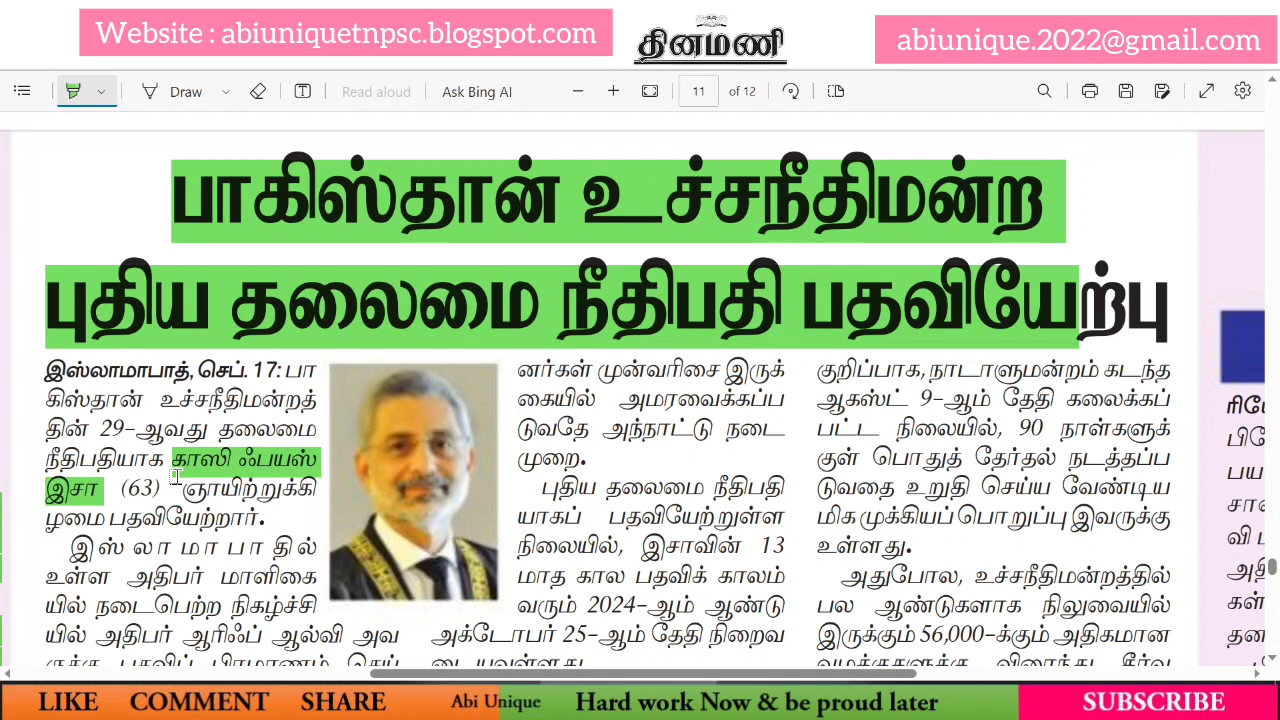 Website : abiuniquetnpsc.blogspot.com
தினமணி
abiunique.2022@gmail.com
Draw
Read aloud
Ask Bing AI
11 of 12
பாகிஸ்தான் உச்சநீதிமன்ற
புதிய தலைமை நீதிபதி பதவியேற்பு
இஸ்லாமாபாத், செப். 17: பா
கிஸ்தான் உச்சநீதிமன்றத்
தின் 29-ஆவது தலைமை
நீதிபதியாக காஸி ஃபயஸ்
இசா (63) ஞாயிற்றுக்கி
ழமை பதவியேற்றார்.
இஸ்லாமாபாதில்
உள்ள அதிபர் மாளிகை
யில் நடைபெற்ற நிகழ்ச்சி
யில் அதிபர் ஆரிஃப் ஆல்வி அவ
னர்கள் முன்வரிசை இருக்
கையில் அமரவைக்கப்ப
டுவதே அந்நாட்டு நடை
முறை.
புதிய தலைமை நீதிபதி
யாகப் பதவியேற்றுள்ள
நிலையில், இசாவின் 13
மாத கால பதவிக் காலம்
வரும் 2024-ஆம் ஆண்டு
அக்டோபர் 25-ஆம் தேதி நிறைவ
குறிப்பாக, நாடாளுமன்றம் கடந்த
ஆகஸ்ட் 9-ஆம் தேதி கலைக்கப்
பட்ட நிலையில், 90 நாள்களுக்
குள் பொதுத் தேர்தல் நடத்தப்ப
டுவதை உறுதி செய்ய வேண்டிய
மிக முக்கியப் பொறுப்பு இவருக்கு
உள்ளது.
அதுபோல, உச்சநீதிமன்றத்தில்
பல ஆண்டுகளாக நிலுவையில்
இருக்கும் 56,000-க்கும் அதிகமான
LIKE COMMENT SHARE
Abi Unique
Hard work Now & be proud later
SUBSCRIBE